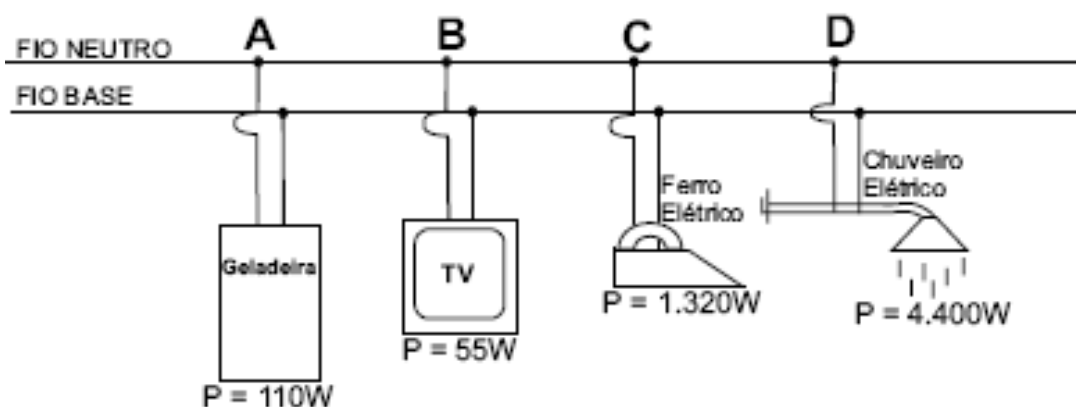 A B C D
FIO NEUTRO
FIO BASE
Geladeira
P = 110W
TV
P = 55W
Ferro
Elétrico
P = 1.320W
Chuveiro
Elétrico
P = 4.400W